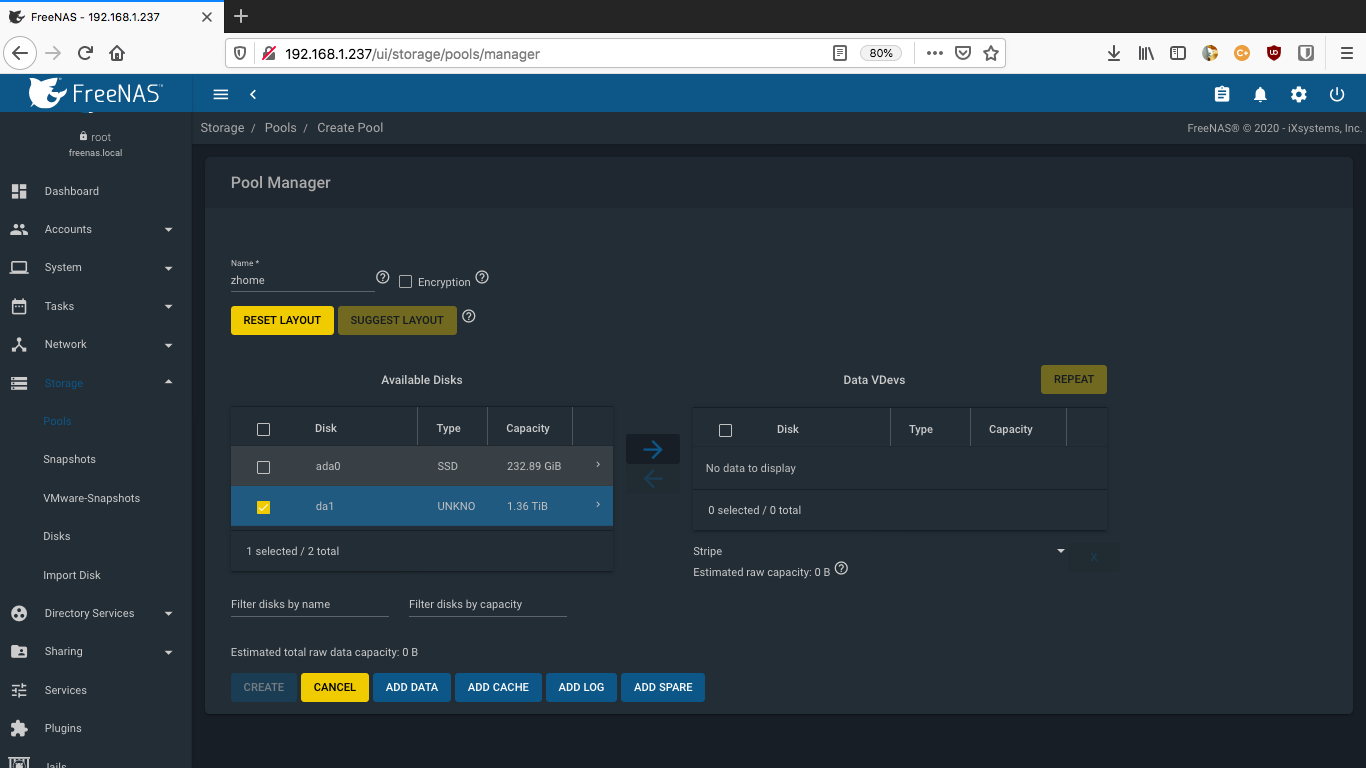 FreeNAS - 192.168.1.237
192.168.1.237/ui/storage/pools/manager
80%
FreeNAS
root
freenas.local
Storage / Pools / Create Pool
FreeNAS® © 2020 - iXsystems, Inc.
Dashboard
Accounts
System
Tasks
Network
Storage
Pools
Snapshots
VMware-Snapshots
Disks
Import Disk
Directory Services
Sharing
Services
Plugins
Jails
Pool Manager
Name *
zhome
Encryption
RESET LAYOUT
SUGGEST LAYOUT
Available Disks
Disk Type Capacity
ada0 SSD 232.89 GiB
da1 UNKNO 1.36 TiB
1 selected / 2 total
Filter disks by name
Filter disks by capacity
Data VDevs
REPEAT
Disk Type Capacity
No data to display
0 selected / 0 total
Stripe
X
Estimated raw capacity: 0 B
Estimated total raw data capacity: 0 B
CREATE
CANCEL
ADD DATA
ADD CACHE
ADD LOG
ADD SPARE